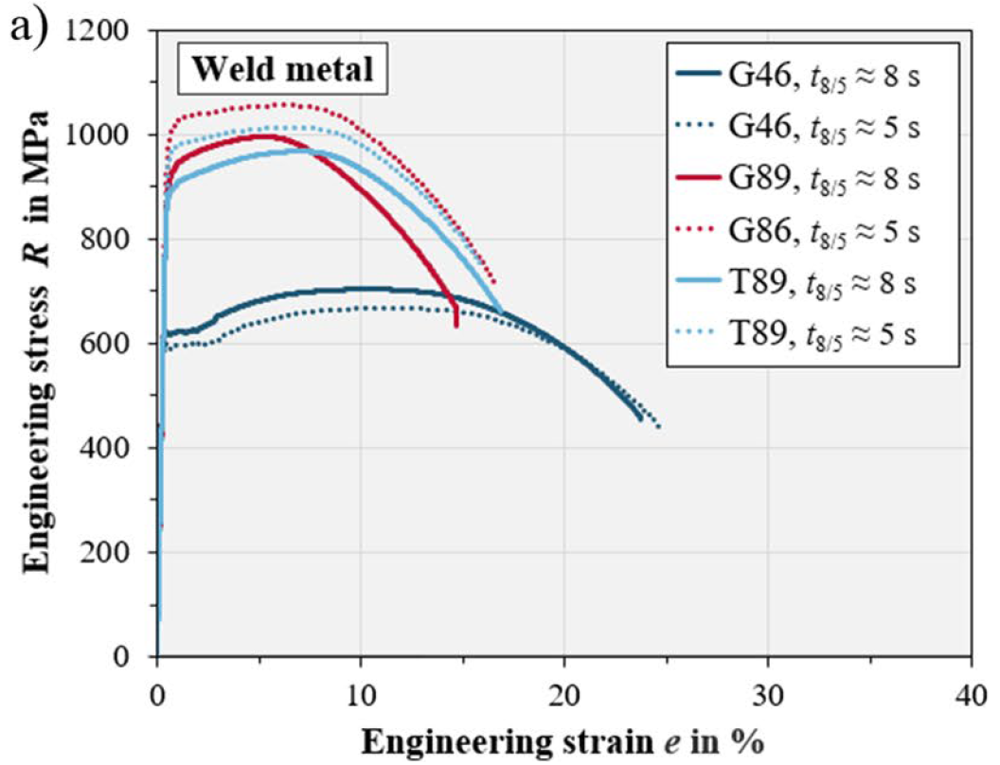 a)
Weld metal
G46, t8/5 ≈ 8 s
G46, t8/5 ≈ 5 s
G89, t8/5 ≈ 8 s
G86, t8/5 ≈ 5 s
T89, t8/5 ≈ 8 s
T89, t8/5 ≈ 5 s
Engineering stress R in MPa
1200
1000
800
600
400
200
0
0 10 20 30 40
Engineering strain e in %